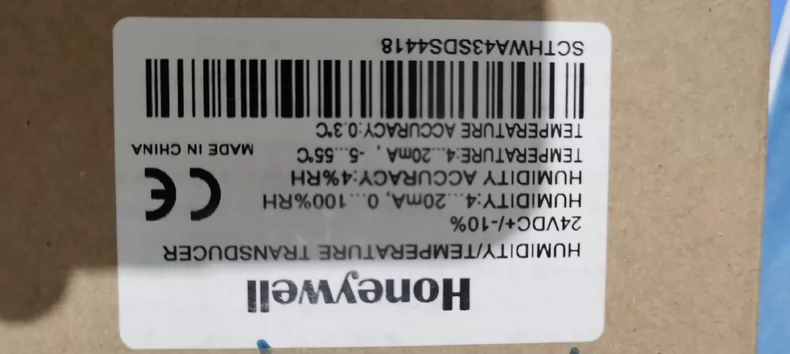 Honeywell
HUMIDITY/TEMPERATURE TRANSDUCER
24VDC+/-10%
HUMIDITY:4...20mA, 0...100%RH
HUMIDITY ACCURACY:4%RH
TEMPERATURE:4...20mA , -5...55℃
TEMPERATURE ACCURACY:0.3℃
CE
MADE IN CHINA
SCTHWA43SDS4418